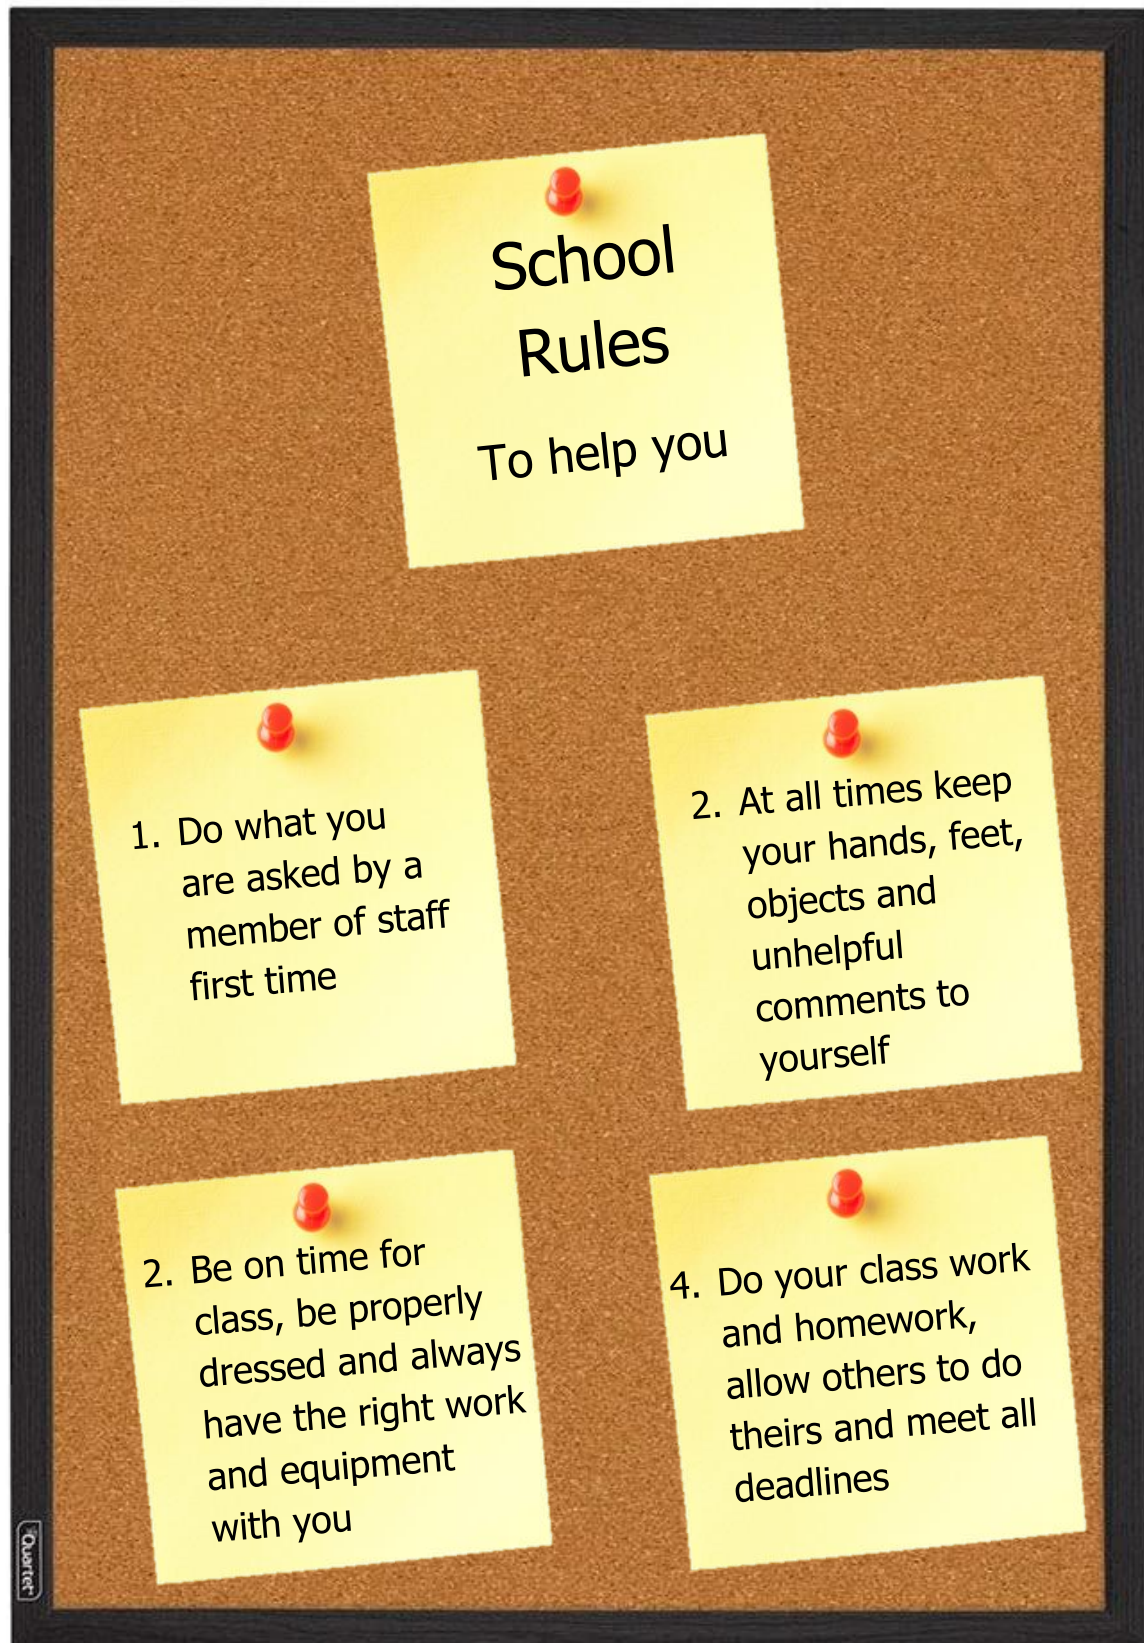 School
Rules
To help you
1. Do what you
are asked by a
member of staff
first time
2. At all times keep
your hands, feet,
objects and
unhelpful
comments to
yourself
2. Be on time for
class, be properly
dressed and always
have the right work
and equipment
with you
4. Do your class work
and homework,
allow others to do
theirs and meet all
deadlines
Quartet